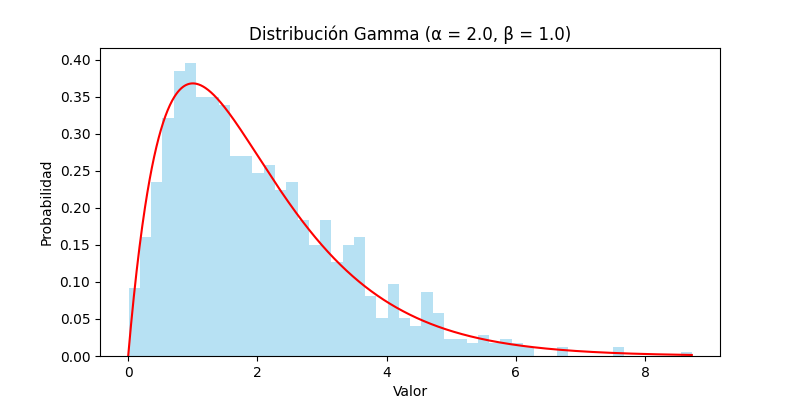 Distribución Gamma (α = 2.0, β = 1.0)
Probabilidad
0.40
0.35
0.30
0.25
0.20
0.15
0.10
0.05
0.00
0 2 4 6 8
Valor